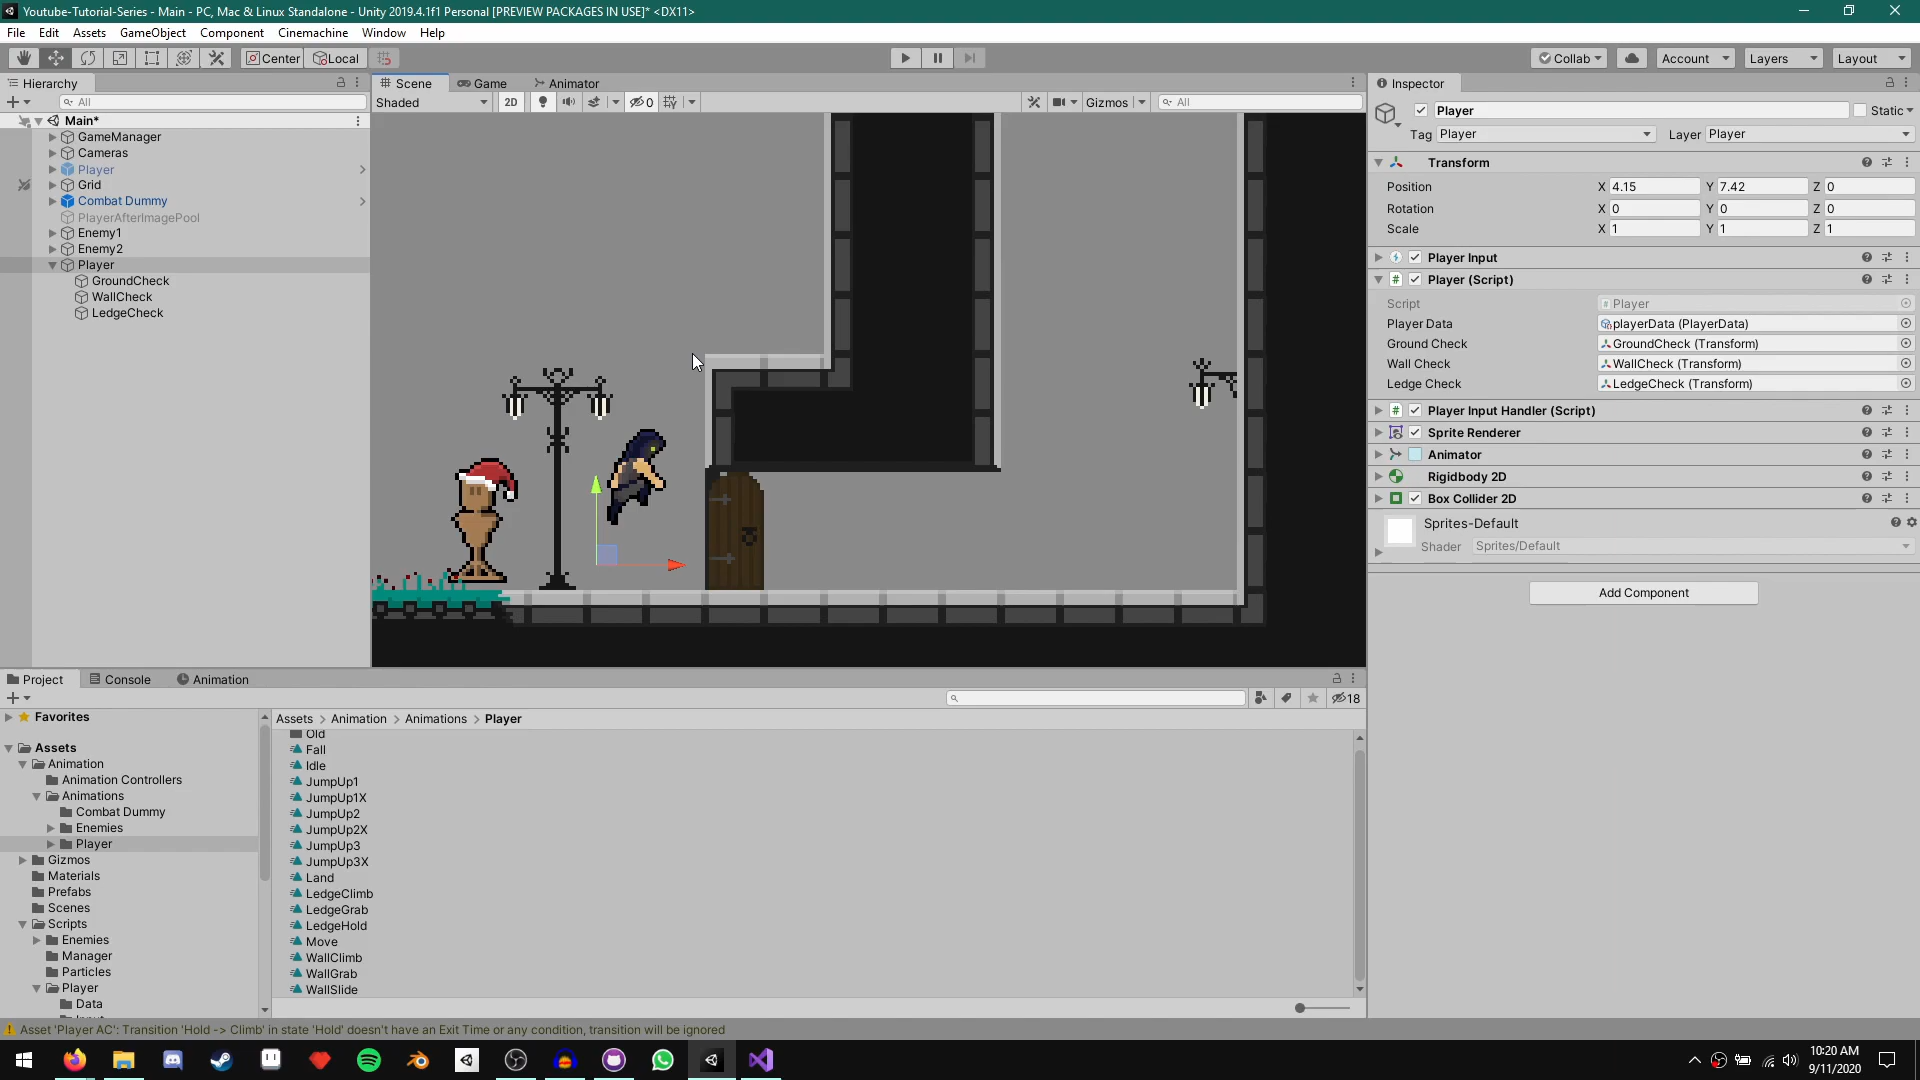 Youtube-Tutorial-Series - Main - PC, Mac & Linux Standalone - Unity 2019.4.1f1 Personal [PREVIEW PACKAGES IN USE]* <DX11>
File Edit Assets GameObject Component Cinemachine Window Help
Center Local Collab Account Layers Layout
Hierarchy
All
Main*
GameManager
Cameras
Player
Grid
Combat Dummy
PlayerAfterImagePool
Enemy1
Enemy2
Player
GroundCheck
WallCheck
LedgeCheck
Scene Game Animator
Shaded 2D 0 Gizmos All
Inspector
Player Static
Tag Player Layer Player
Transform
Position X 4.15 Y 7.42 Z 0
Rotation X 0 Y 0 Z 0
Scale X 1 Y 1 Z 1
Player Input
Player (Script)
Script Player
Player Data playerData (PlayerData)
Ground Check GroundCheck (Transform)
Wall Check WallCheck (Transform)
Ledge Check LedgeCheck (Transform)
Player Input Handler (Script)
Sprite Renderer
Animator
Rigidbody 2D
Box Collider 2D
Sprites-Default
Shader Sprites/Default
Add Component
Project Console Animation
18
Favorites
Assets
Animation
Animation Controllers
Animations
Combat Dummy
Enemies
Player
Gizmos
Materials
Prefabs
Scenes
Scripts
Enemies
Manager
Particles
Player
Data
Assets > Animation > Animations > Player
Old
Fall
Idle
JumpUp1
JumpUp1X
JumpUp2
JumpUp2X
JumpUp3
JumpUp3X
Land
LedgeClimb
LedgeGrab
LedgeHold
Move
WallClimb
WallGrab
WallSlide
Asset 'Player AC': Transition 'Hold -> Climb' in state 'Hold' doesn't have an Exit Time or any condition, transition will be ignored
10:20 AM
9/11/2020